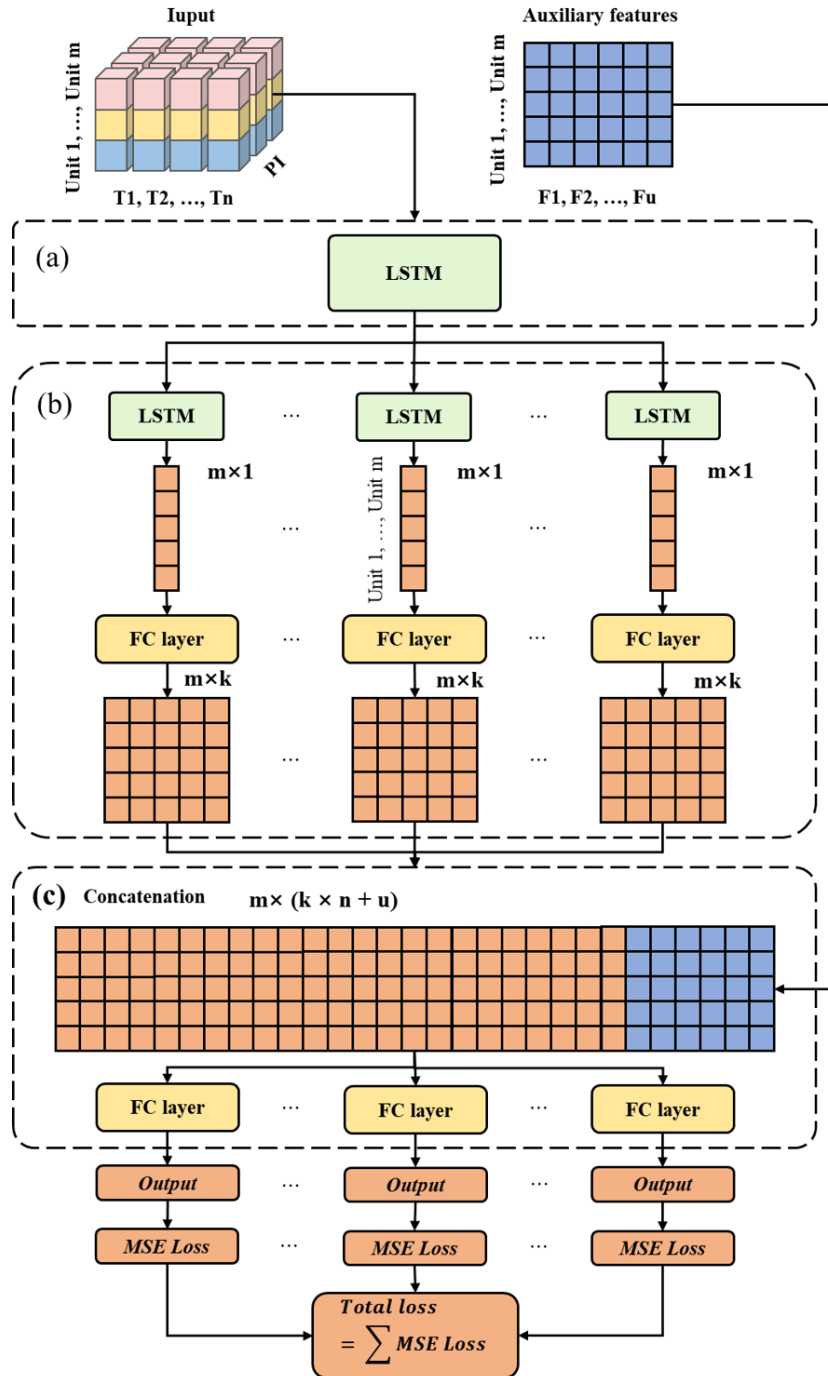 Iuput
Auxiliary features
Unit 1, ..., Unit m
PI
T1, T2, ..., Tn
Unit 1, ..., Unit m
F1, F2, ..., Fu
(a)
LSTM
(b)
LSTM
...
LSTM
...
LSTM
m×1
m×1
m×1
Unit 1, ..., Unit m
...
...
FC layer
...
FC layer
...
FC layer
m×k
m×k
m×k
...
...
(c) Concatenation m× (k × n + u)
FC layer
...
FC layer
...
FC layer
Output
...
Output
...
Output
MSE Loss
...
MSE Loss
...
MSE Loss
Total loss
= ∑ MSE Loss